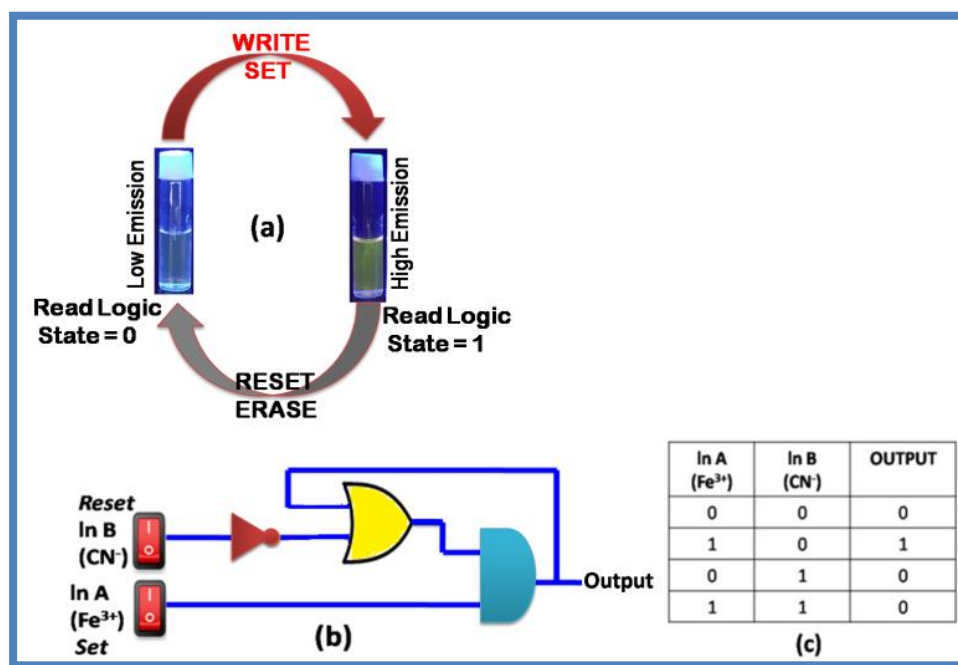 WRITE
SET
Low Emission
(a)
High Emission
Read Logic
State = 0
Read Logic
State = 1
RESET
ERASE
Reset
In B
(CN⁻)
I
O
In A
(Fe³⁺)
Set
I
O
Output
(b)
In A In B OUTPUT
(Fe³⁺) (CN⁻)
0 0 0
1 0 1
0 1 0
1 1 0
(c)